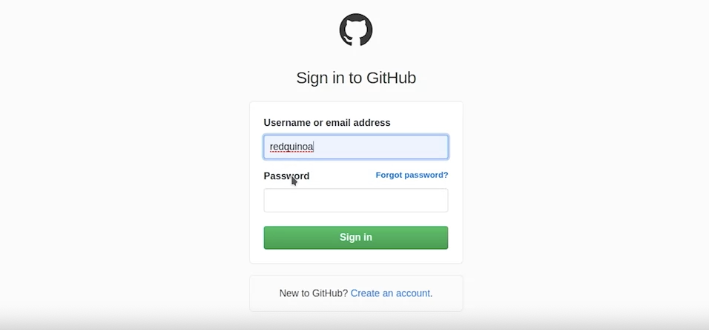 Sign in to GitHub
Username or email address
redquinoa
Password Forgot password?
Sign in
New to GitHub? Create an account.